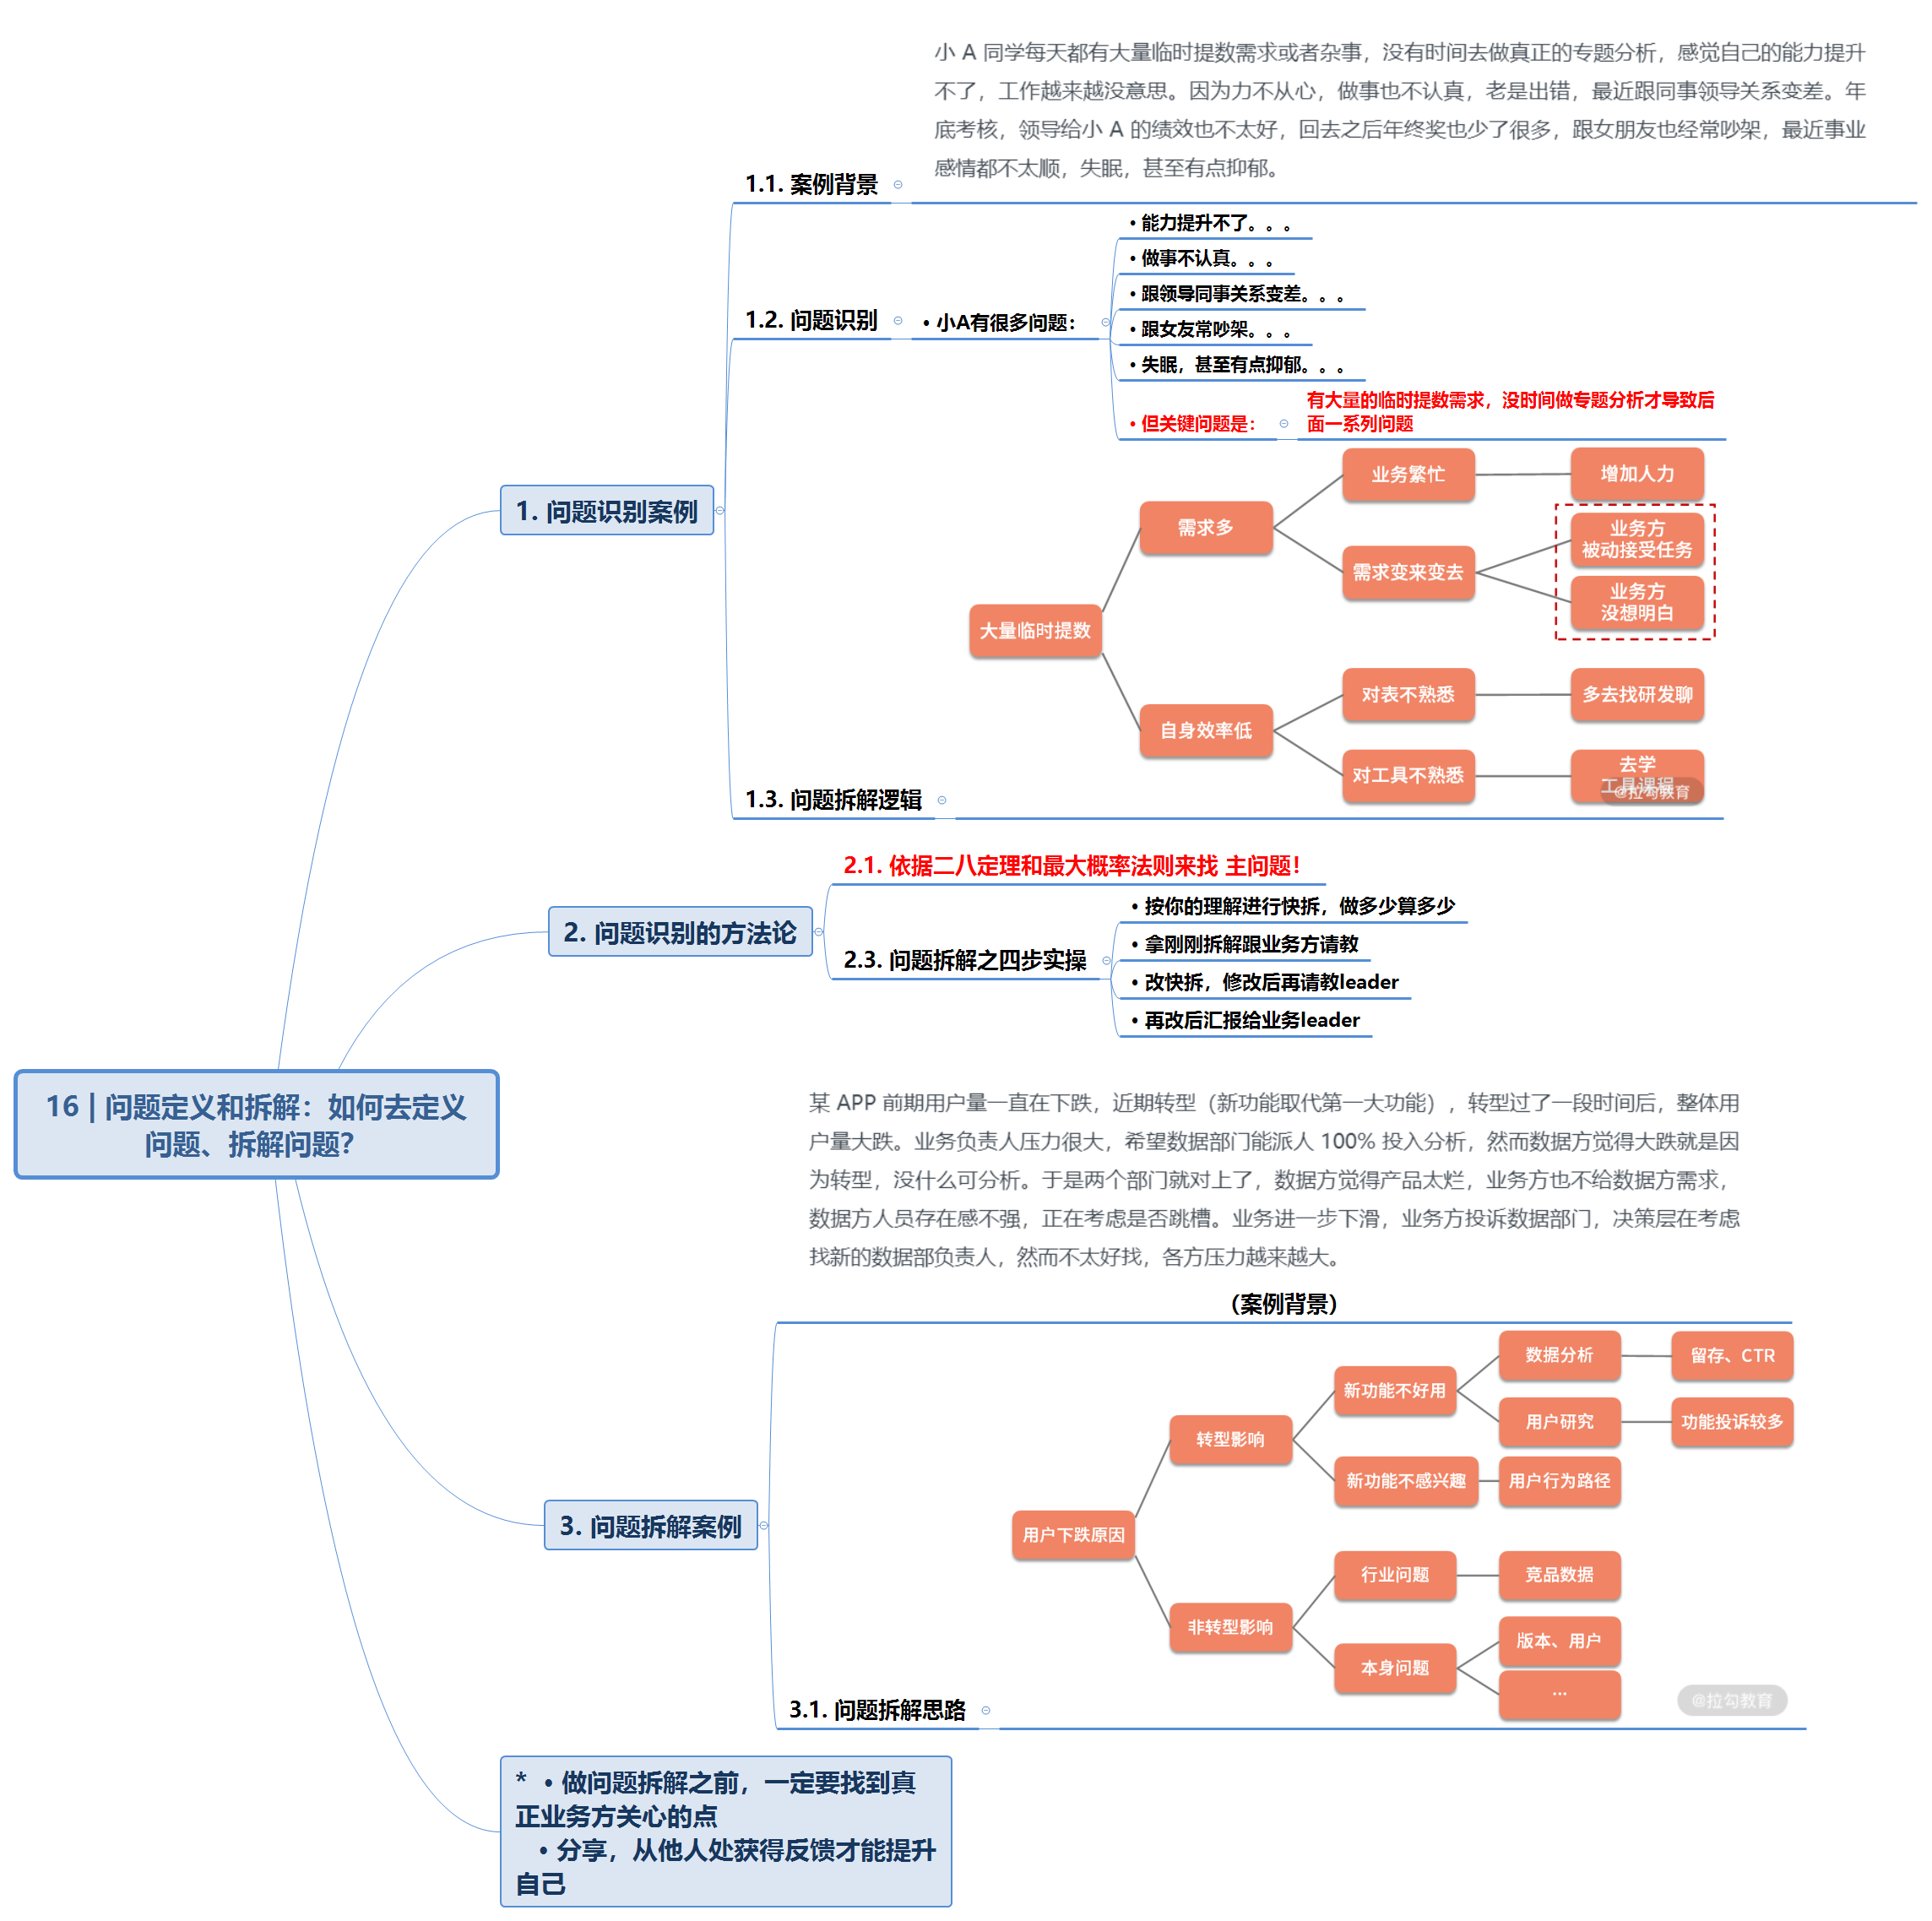 16 | 问题定义和拆解：如何去定义
问题、拆解问题？
1. 问题识别案例
1.1. 案例背景
小 A 同学每天都有大量临时提数需求或者杂事，没有时间去做真正的专题分析，感觉自己的能力提升
不了，工作越来越没意思。因为力不从心，做事也不认真，老是出错，最近跟同事领导关系变差。年
底考核，领导给小 A 的绩效也不太好，回去之后年终奖也少了很多，跟女朋友也经常吵架，最近事业
感情都不太顺，失眠，甚至有点抑郁。
1.2. 问题识别
• 小A有很多问题：
• 能力提升不了。。。
• 做事不认真。。。
• 跟领导同事关系变差。。。
• 跟女友常吵架。。。
• 失眠，甚至有点抑郁。。。
• 但关键问题是：
有大量的临时提数需求，没时间做专题分析才导致后
面一系列问题
1.3. 问题拆解逻辑
大量临时提数
需求多
业务繁忙
增加人力
需求变来变去
业务方
被动接受任务
业务方
没想明白
自身效率低
对表不熟悉
多去找研发聊
对工具不熟悉
去学
工具课程
@拉勾教育
2. 问题识别的方法论
2.1. 依据二八定理和最大概率法则来找 主问题！
2.3. 问题拆解之四步实操
• 按你的理解进行快拆，做多少算多少
• 拿刚刚拆解跟业务方请教
• 改快拆，修改后再请教leader
• 再改后汇报给业务leader
3. 问题拆解案例
某 APP 前期用户量一直在下跌，近期转型（新功能取代第一大功能），转型过了一段时间后，整体用
户量大跌。业务负责人压力很大，希望数据部门能派人 100% 投入分析，然而数据方觉得大跌就是因
为转型，没什么可分析。于是两个部门就对上了，数据方觉得产品太烂，业务方也不给数据方需求，
数据方人员存在感不强，正在考虑是否跳槽。业务进一步下滑，业务方投诉数据部门，决策层在考虑
找新的数据部负责人，然而不太好找，各方压力越来越大。
（案例背景）
3.1. 问题拆解思路
用户下跌原因
转型影响
新功能不好用
数据分析
留存、CTR
用户研究
功能投诉较多
新功能不感兴趣
用户行为路径
非转型影响
行业问题
竞品数据
本身问题
版本、用户
...
@拉勾教育
* • 做问题拆解之前，一定要找到真
正业务方关心的点
• 分享，从他人处获得反馈才能提升
自己